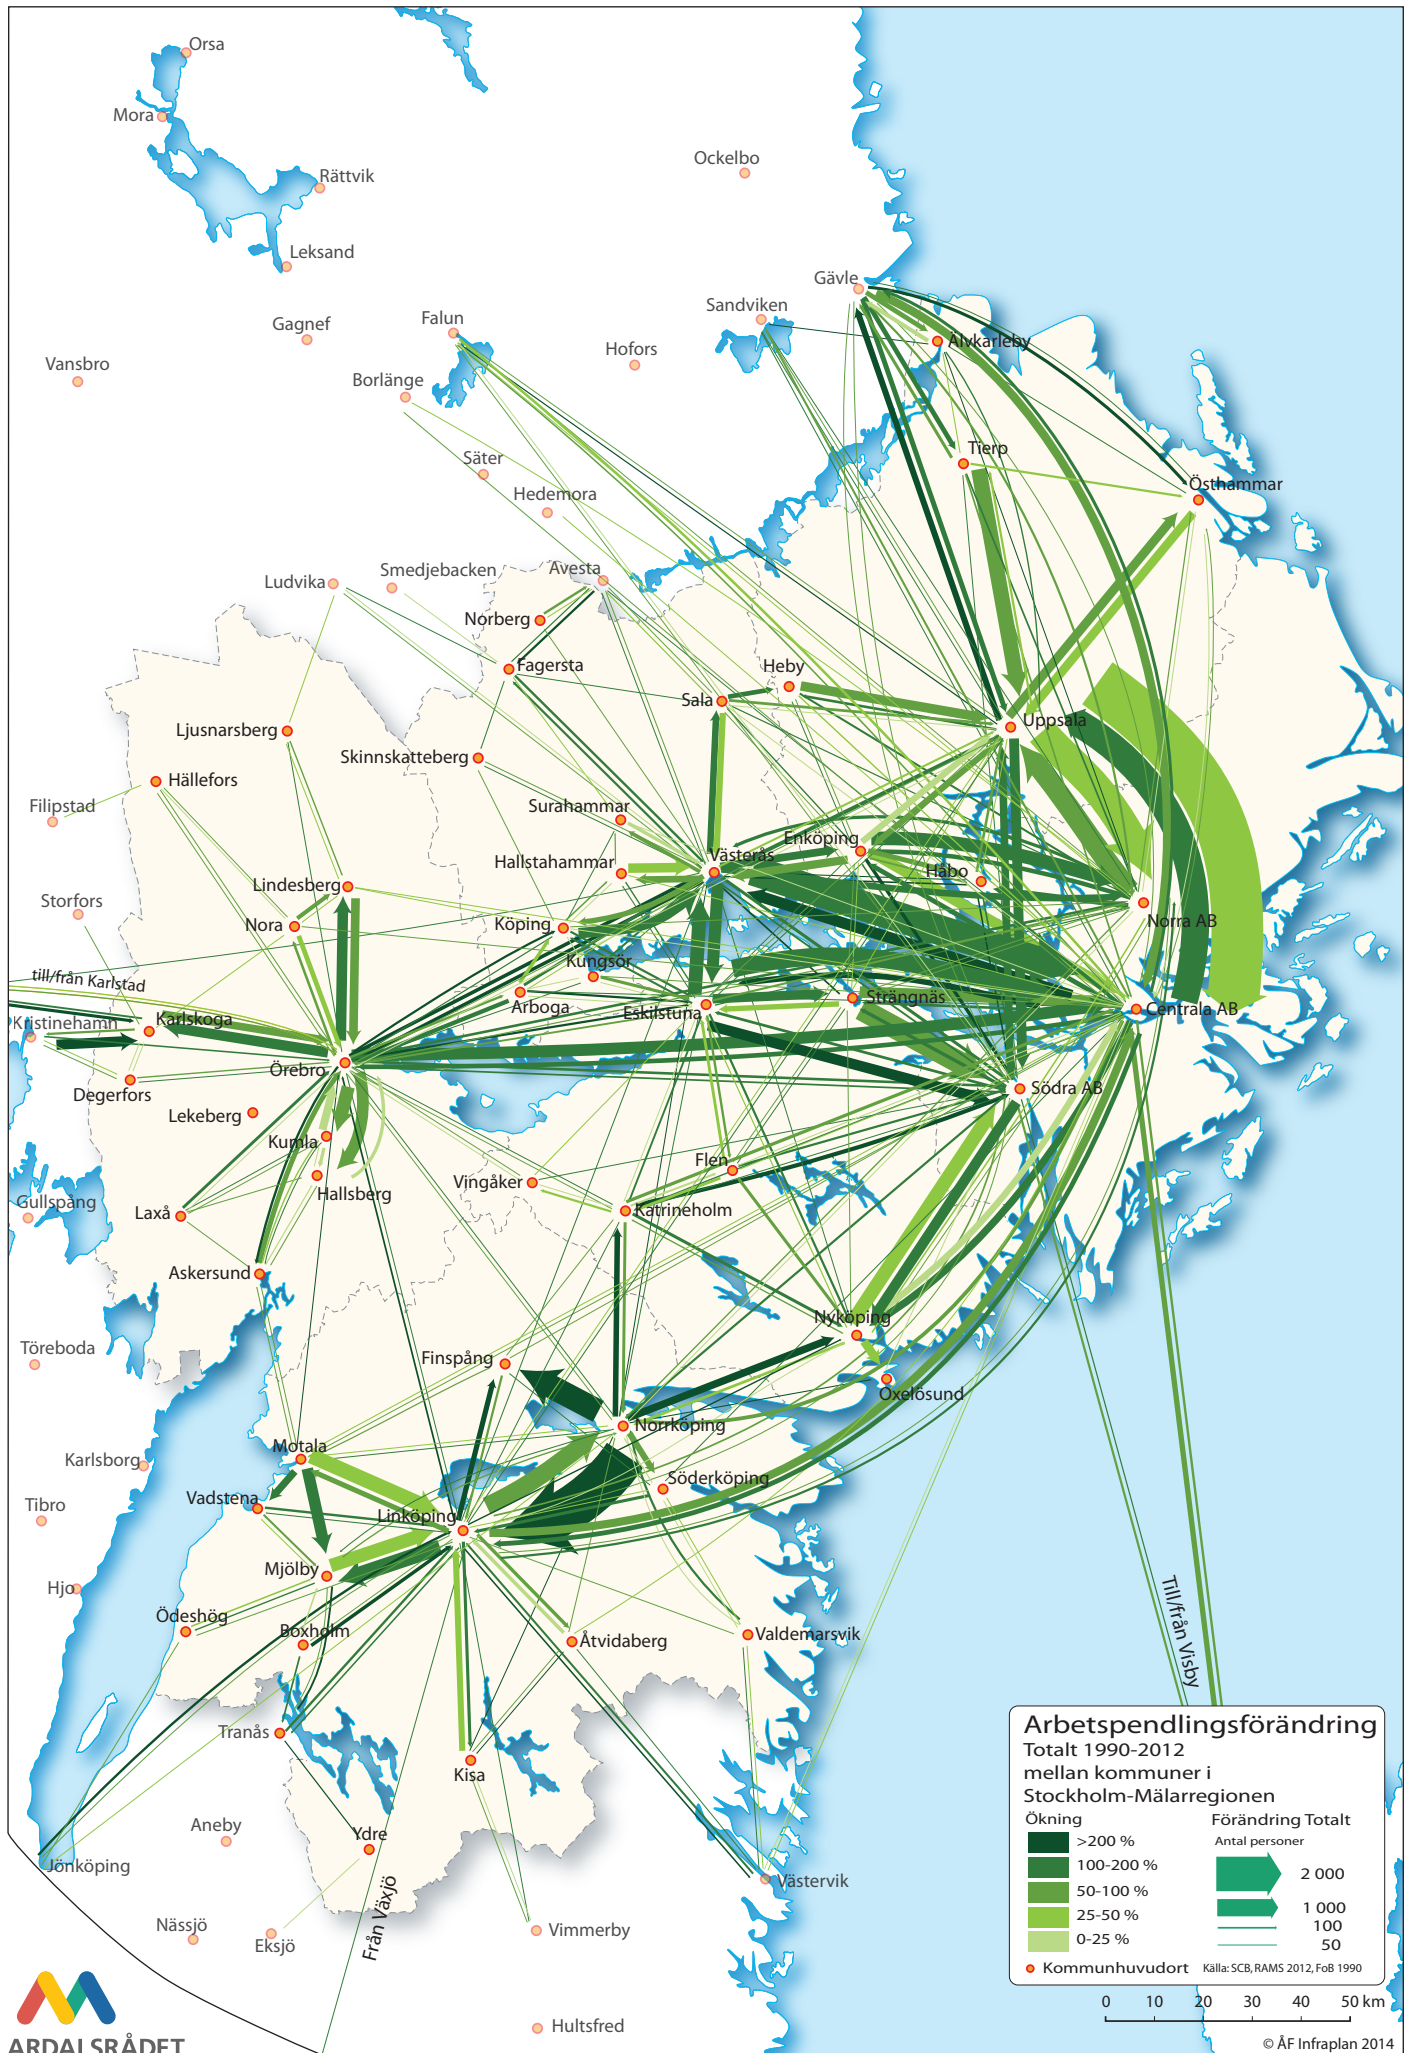 Orsa
Mora
Ockelbo
Rättvik
Leksand
Gävle
Sandviken
Gagnef
Falun
Älvkarleby
Hofors
Vansbro
Borlänge
Tierp
Säter
Östhammar
Hedemora
Avesta
Smedjebacken
Ludvika
Norberg
Fagersta
Heby
Sala
Uppsala
Ljusnarsberg
Skinnskatteberg
Hällefors
Filipstad
Surahammar
Enköping
Västerås
Hallstahammar
Håbo
Lindesberg
Storfors
Norra AB
Nora
Köping
Kungsör
till/från Karlstad
Strängnäs
Arboga
Eskilstuna
Centrala AB
Kristinehamn
Karlskoga
Örebro
Södra AB
Degerfors
Lekeberg
Kumla
Flen
Vingåker
Hallsberg
Gullspång
Laxå
Katrineholm
Askersund
Nyköping
Töreboda
Finspång
Oxelösund
Norrköping
Motala
Karlsborg
Söderköping
Vadstena
Tibro
Linköping
Mjölby
Hjo
Ödeshög
Boxholm
Åtvidaberg
Valdemarsvik
Till/från Visby
Tranås
Kisa
Aneby
Ydre
Jönköping
Västervik
Från Växjö
Nässjö
Eksjö
Vimmerby
Hultsfred
Arbetspendlingsförändring
Totalt 1990-2012
mellan kommuner i
Stockholm-Mälarregionen
Ökning
>200 %
100-200 %
50-100 %
25-50 %
0-25 %
Förändring Totalt
Antal personer
2 000
1 000
100
50
Kommunhuvudort
Källa: SCB, RAMS 2012, FoB 1990
0 10 20 30 40 50 km
© ÅF Infraplan 2014
ARDALSRÅDET